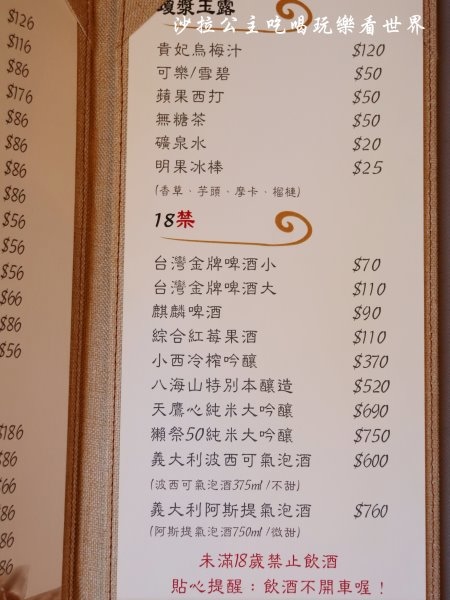 沙拉公主吃喝玩樂看世界
瓊漿玉露
貴妃烏梅汁 $120
可樂/雪碧 $50
蘋果西打 $50
無糖茶 $50
礦泉水 $20
明果冰棒 $25
(香草、芋頭、摩卡、榴槤)
18禁
台灣金牌啤酒小 $70
台灣金牌啤酒大 $110
麒麟啤酒 $90
綜合紅莓果酒 $110
小西冷榨吟釀 $370
八海山特別本釀造 $520
天鷹心純米大吟釀 $690
獺祭50純米大吟釀 $750
義大利波西可氣泡酒 $600
(波西可氣泡酒375ml/不甜)
義大利阿斯提氣泡酒 $760
(阿斯提氣泡酒750ml/微甜)
未滿18歲禁止飲酒
貼心提醒：飲酒不開車喔！
$126
$116
$86
$176
$86
$86
$86
$86
$56
$56
$56
$66
$86
$56
$186